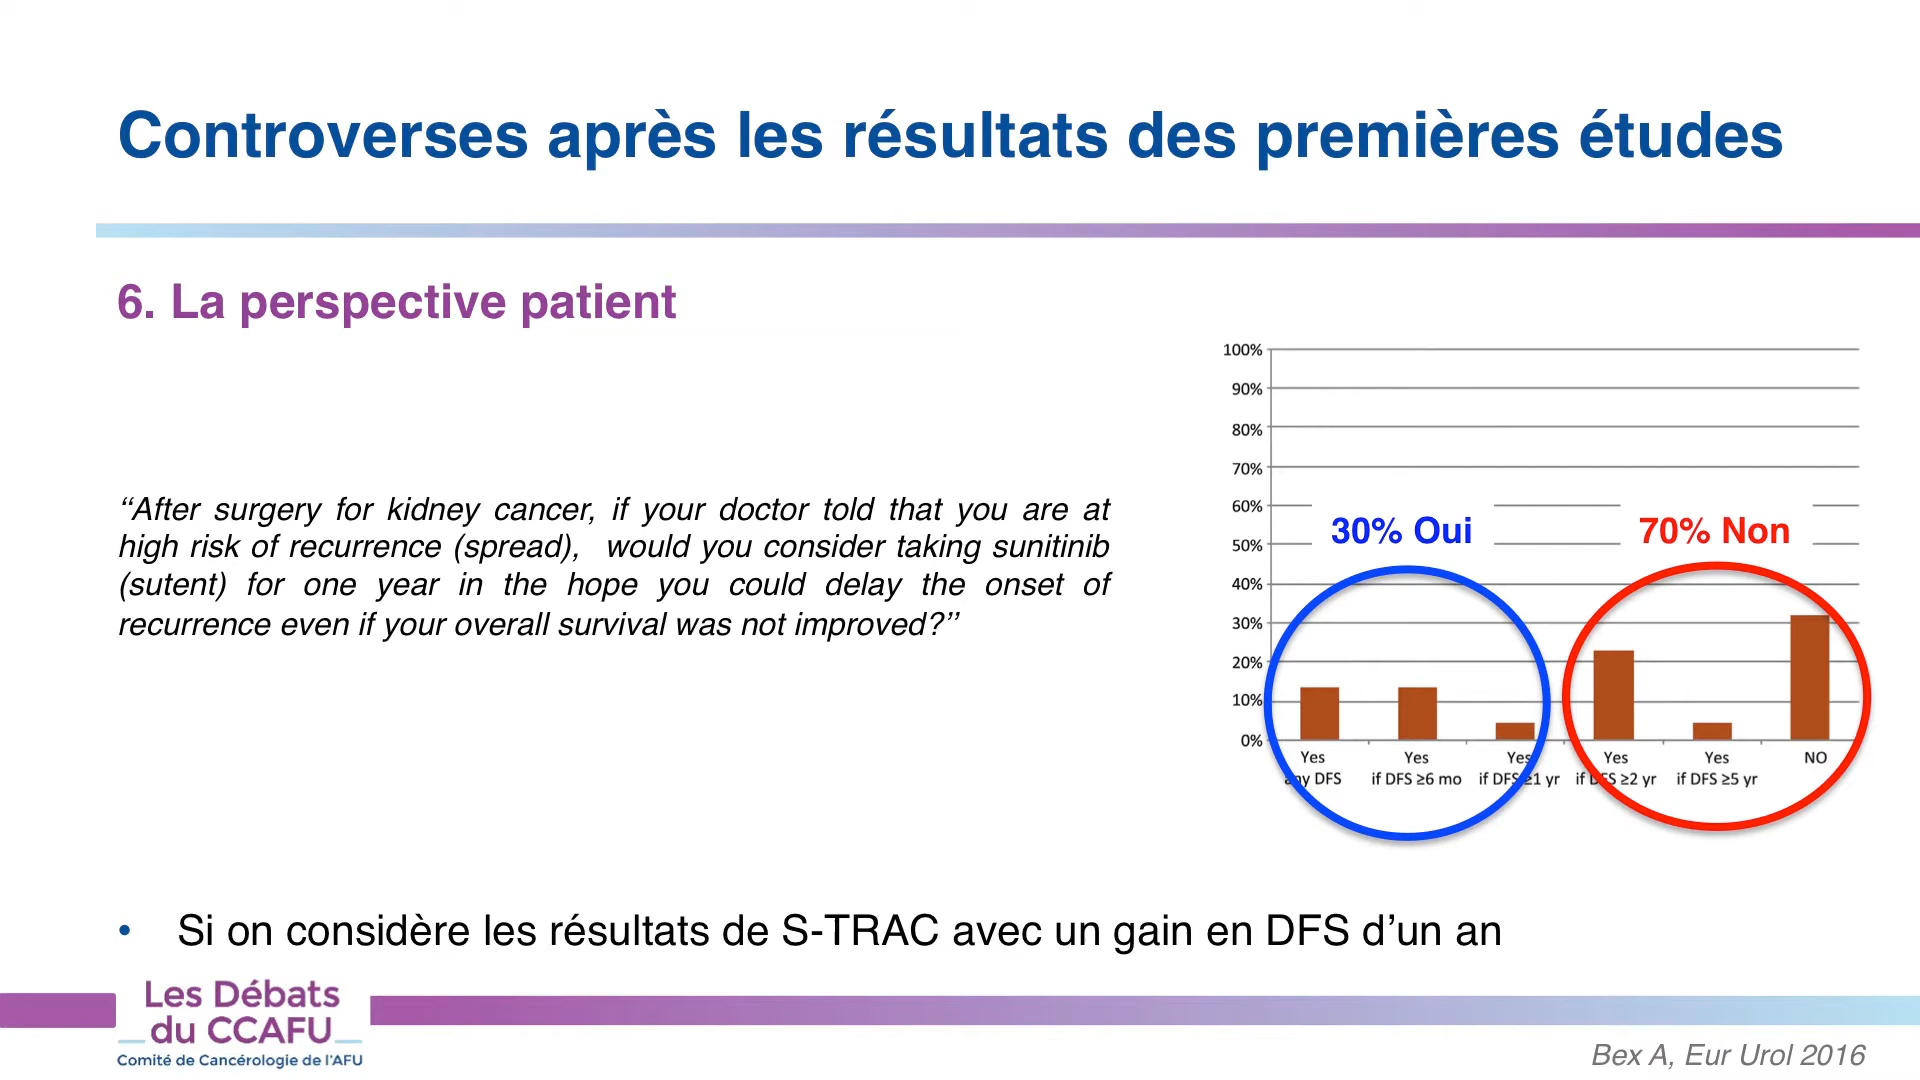 Controverses après les résultats des premières études
6. La perspective patient
“After surgery for kidney cancer, if your doctor told that you are at
high risk of recurrence (spread), would you consider taking sunitinib
(sutent) for one year in the hope you could delay the onset of
recurrence even if your overall survival was not improved?”
100%
90%
80%
70%
60%
50%
40%
30%
20%
10%
0%
30% Oui
70% Non
Yes
any DFS
Yes
if DFS ≥6 mo
Yes
if DFS ≥1 yr
Yes
if DFS ≥2 yr
Yes
if DFS ≥5 yr
NO
• Si on considère les résultats de S-TRAC avec un gain en DFS d’un an
Les Débats
du CCAFU
Comité de Cancérologie de l'AFU
Bex A, Eur Urol 2016